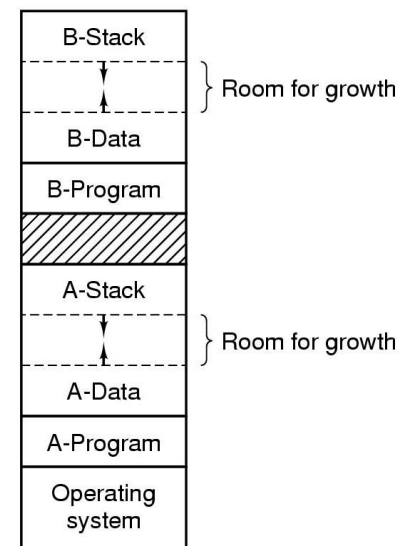 B-Stack
Room for growth
B-Data
B-Program
A-Stack
Room for growth
A-Data
A-Program
Operating
system